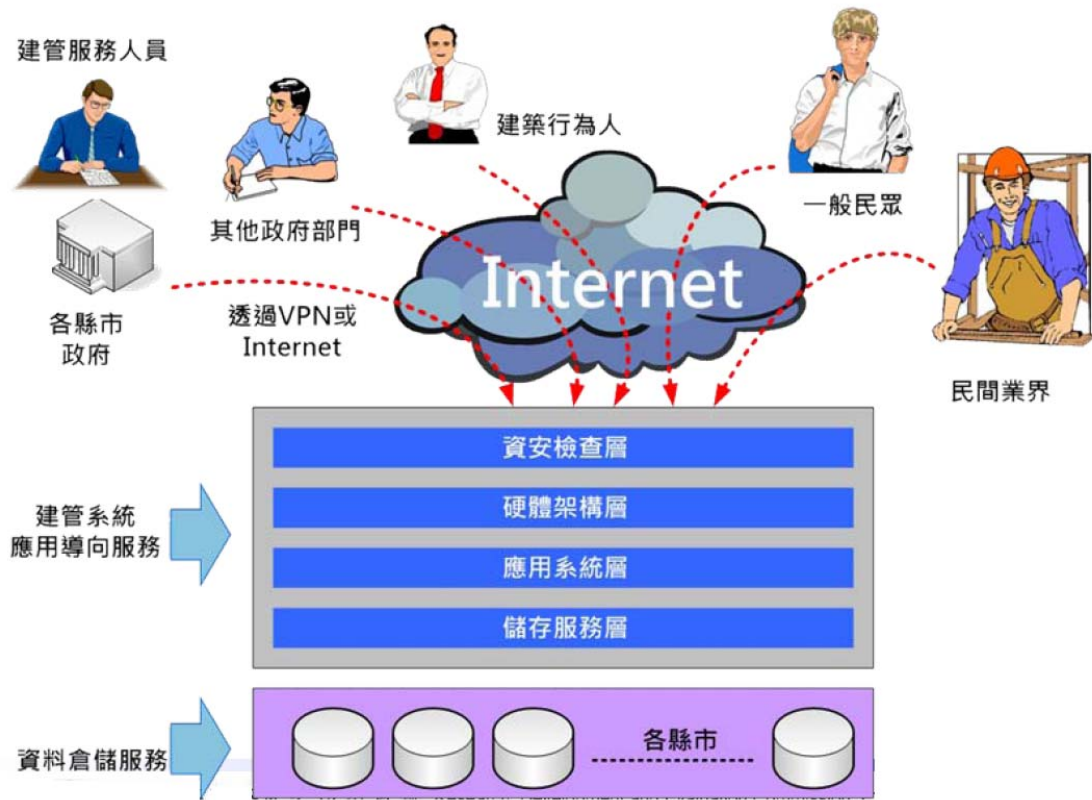 建管服務人員
建築行為人
一般民眾
其他政府部門
Internet
各縣市
政府
透過VPN或
Internet
民間業界
建管系統
應用導向服務
資安檢查層
硬體架構層
應用系統層
儲存服務層
資料倉儲服務
各縣市